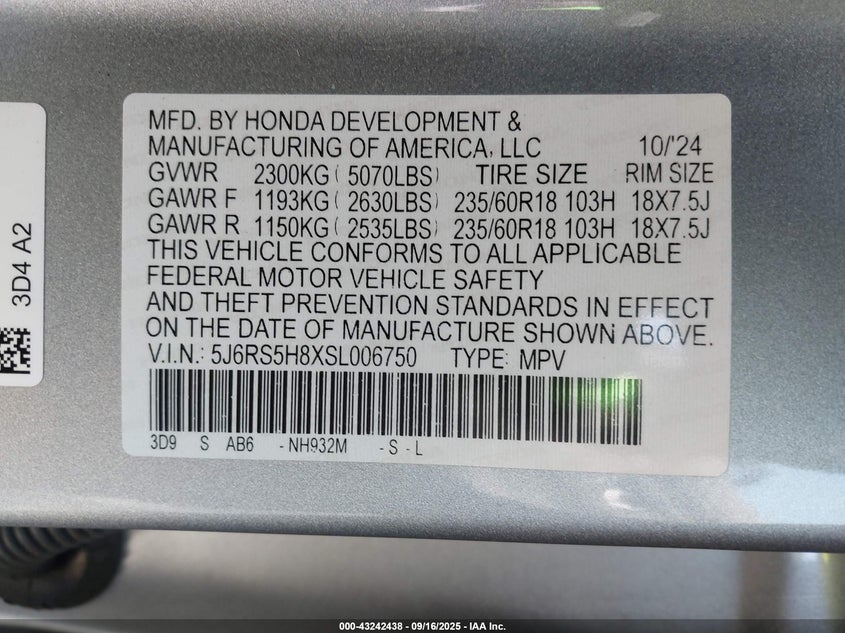 MFD. BY HONDA DEVELOPMENT &
MANUFACTURING OF AMERICA, LLC 10/'24
GVWR 2300KG ( 5070LBS) TIRE SIZE RIM SIZE
GAWR F 1193KG ( 2630LBS) 235/60R18 103H 18X7.5J
GAWR R 1150KG ( 2535LBS) 235/60R18 103H 18X7.5J
THIS VEHICLE CONFORMS TO ALL APPLICABLE
FEDERAL MOTOR VEHICLE SAFETY
AND THEFT PREVENTION STANDARDS IN EFFECT
ON THE DATE OF MANUFACTURE SHOWN ABOVE.
V.I.N.: 5J6RS5H8XSL006750 TYPE: MPV
3D9 S AB6 - NH932M - S - L
3D4 A2
000-43242438 - 09/16/2025 - IAA Inc.